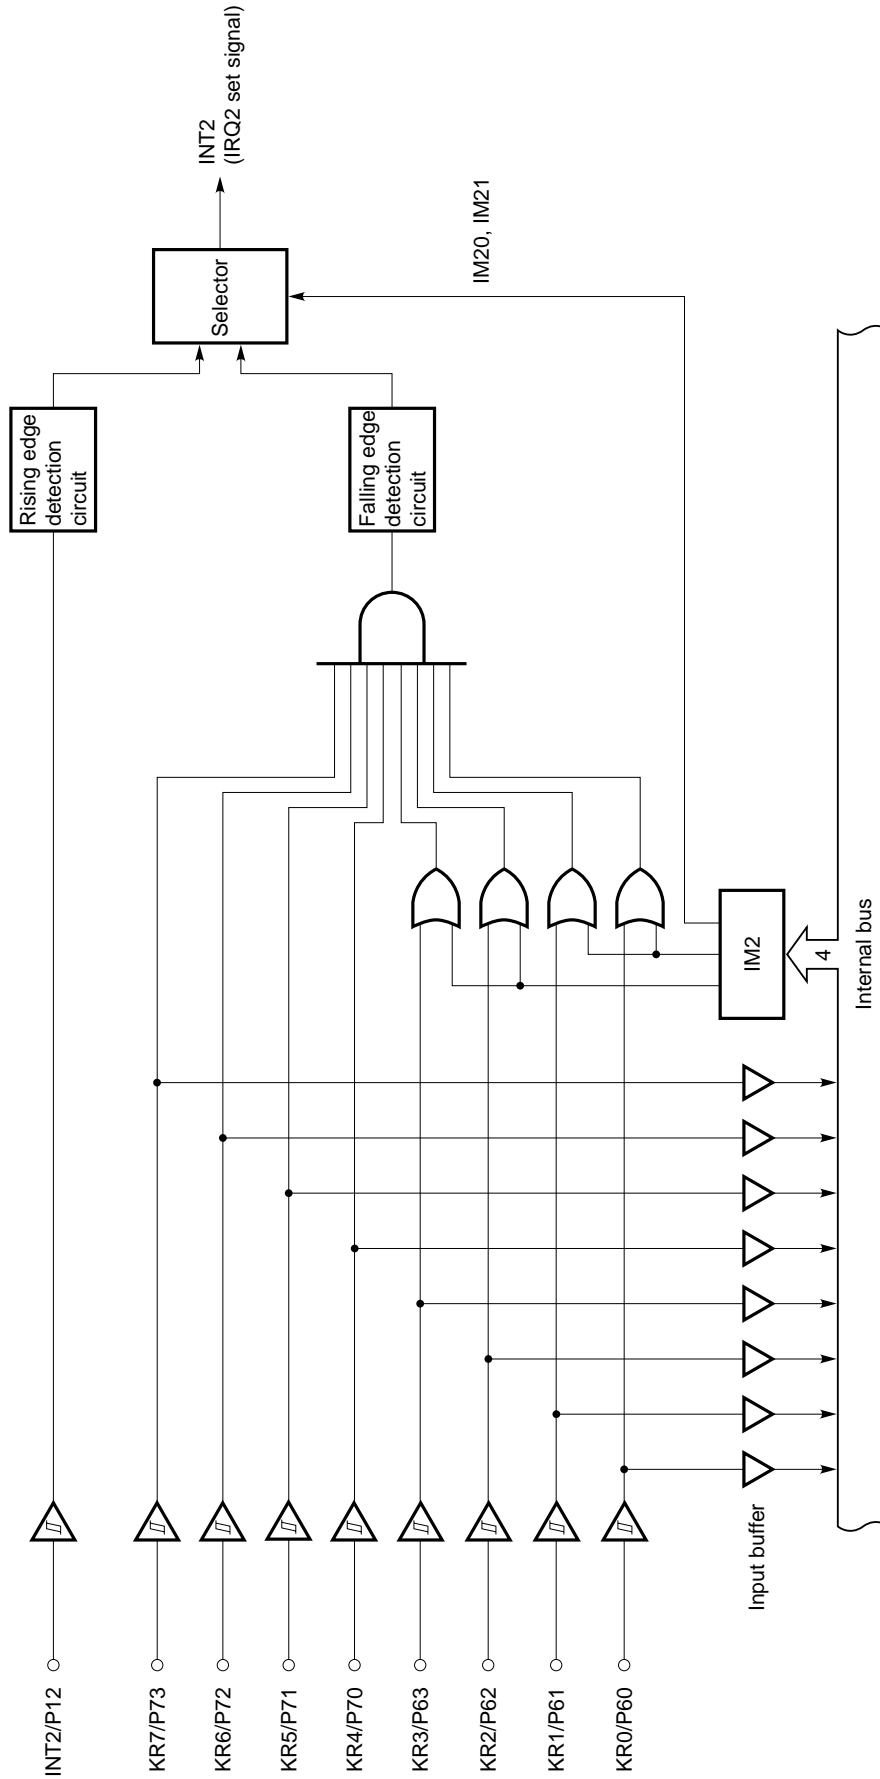 INT2/P12
KR7/P73
KR6/P72
KR5/P71
KR4/P70
KR3/P63
KR2/P62
KR1/P61
KR0/P60
Input buffer
Rising edge
detection
circuit
Falling edge
detection
circuit
Selector
INT2
(IRQ2 set signal)
IM20, IM21
IM2
4
Internal bus